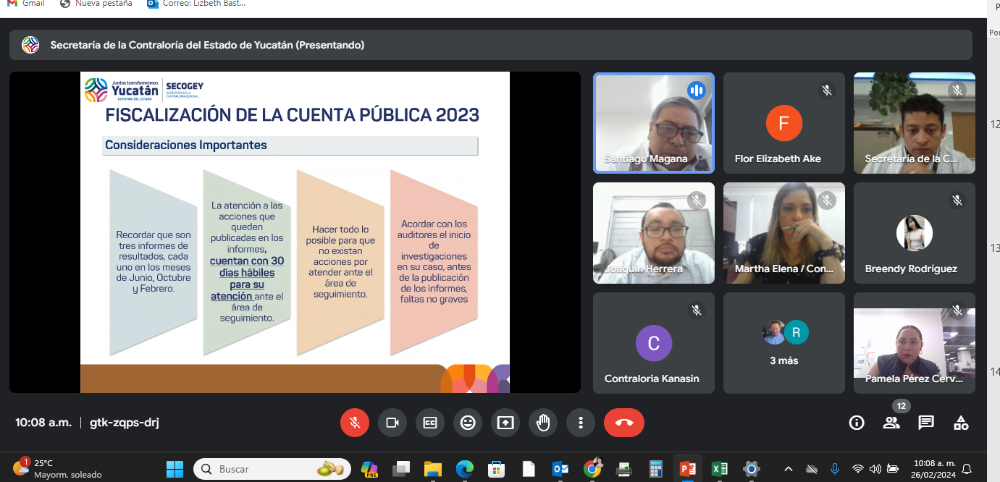 Gmail
Nueva pestaña
Correo: Lizbeth Bast...
P
Por
Secretaría de la Contraloría del Estado de Yucatán (Presentando)
Juntos transformemos
Yucatán
GOBIERNO DEL ESTADO
SECOGEY
SECRETARÍA DE LA
CONTRALORÍA GENERAL
FISCALIZACIÓN DE LA CUENTA PÚBLICA 2023
Consideraciones Importantes
Recordar que son
tres informes de
resultados, cada
uno en los meses
de Junio, Octubre
y Febrero.
La atención a las
acciones que
queden
publicadas en los
informes,
cuentan con 30
días hábiles
para su
atención ante el
área de
seguimiento.
Hacer todo lo
posible para que
no existan
acciones por
atender ante el
área de
seguimiento.
Acordar con los
auditores el inicio
de
investigaciones
en su caso, antes
de la publicación
de los informes,
faltas no graves
Santiago Magana
F
Flor Elizabeth Ake
Secretaría de la C...
Joaquin Herrera
Martha Elena / Con...
Breendy Rodríguez
C
Contraloria Kanasin
R
3 más
Pamela Pérez Cerv...
12
13
14
10:08 a.m. | gtk-zqps-drj
12
1
25°C
Mayorm. soleado
Buscar
PRE
10:08 a. m.
26/02/2024